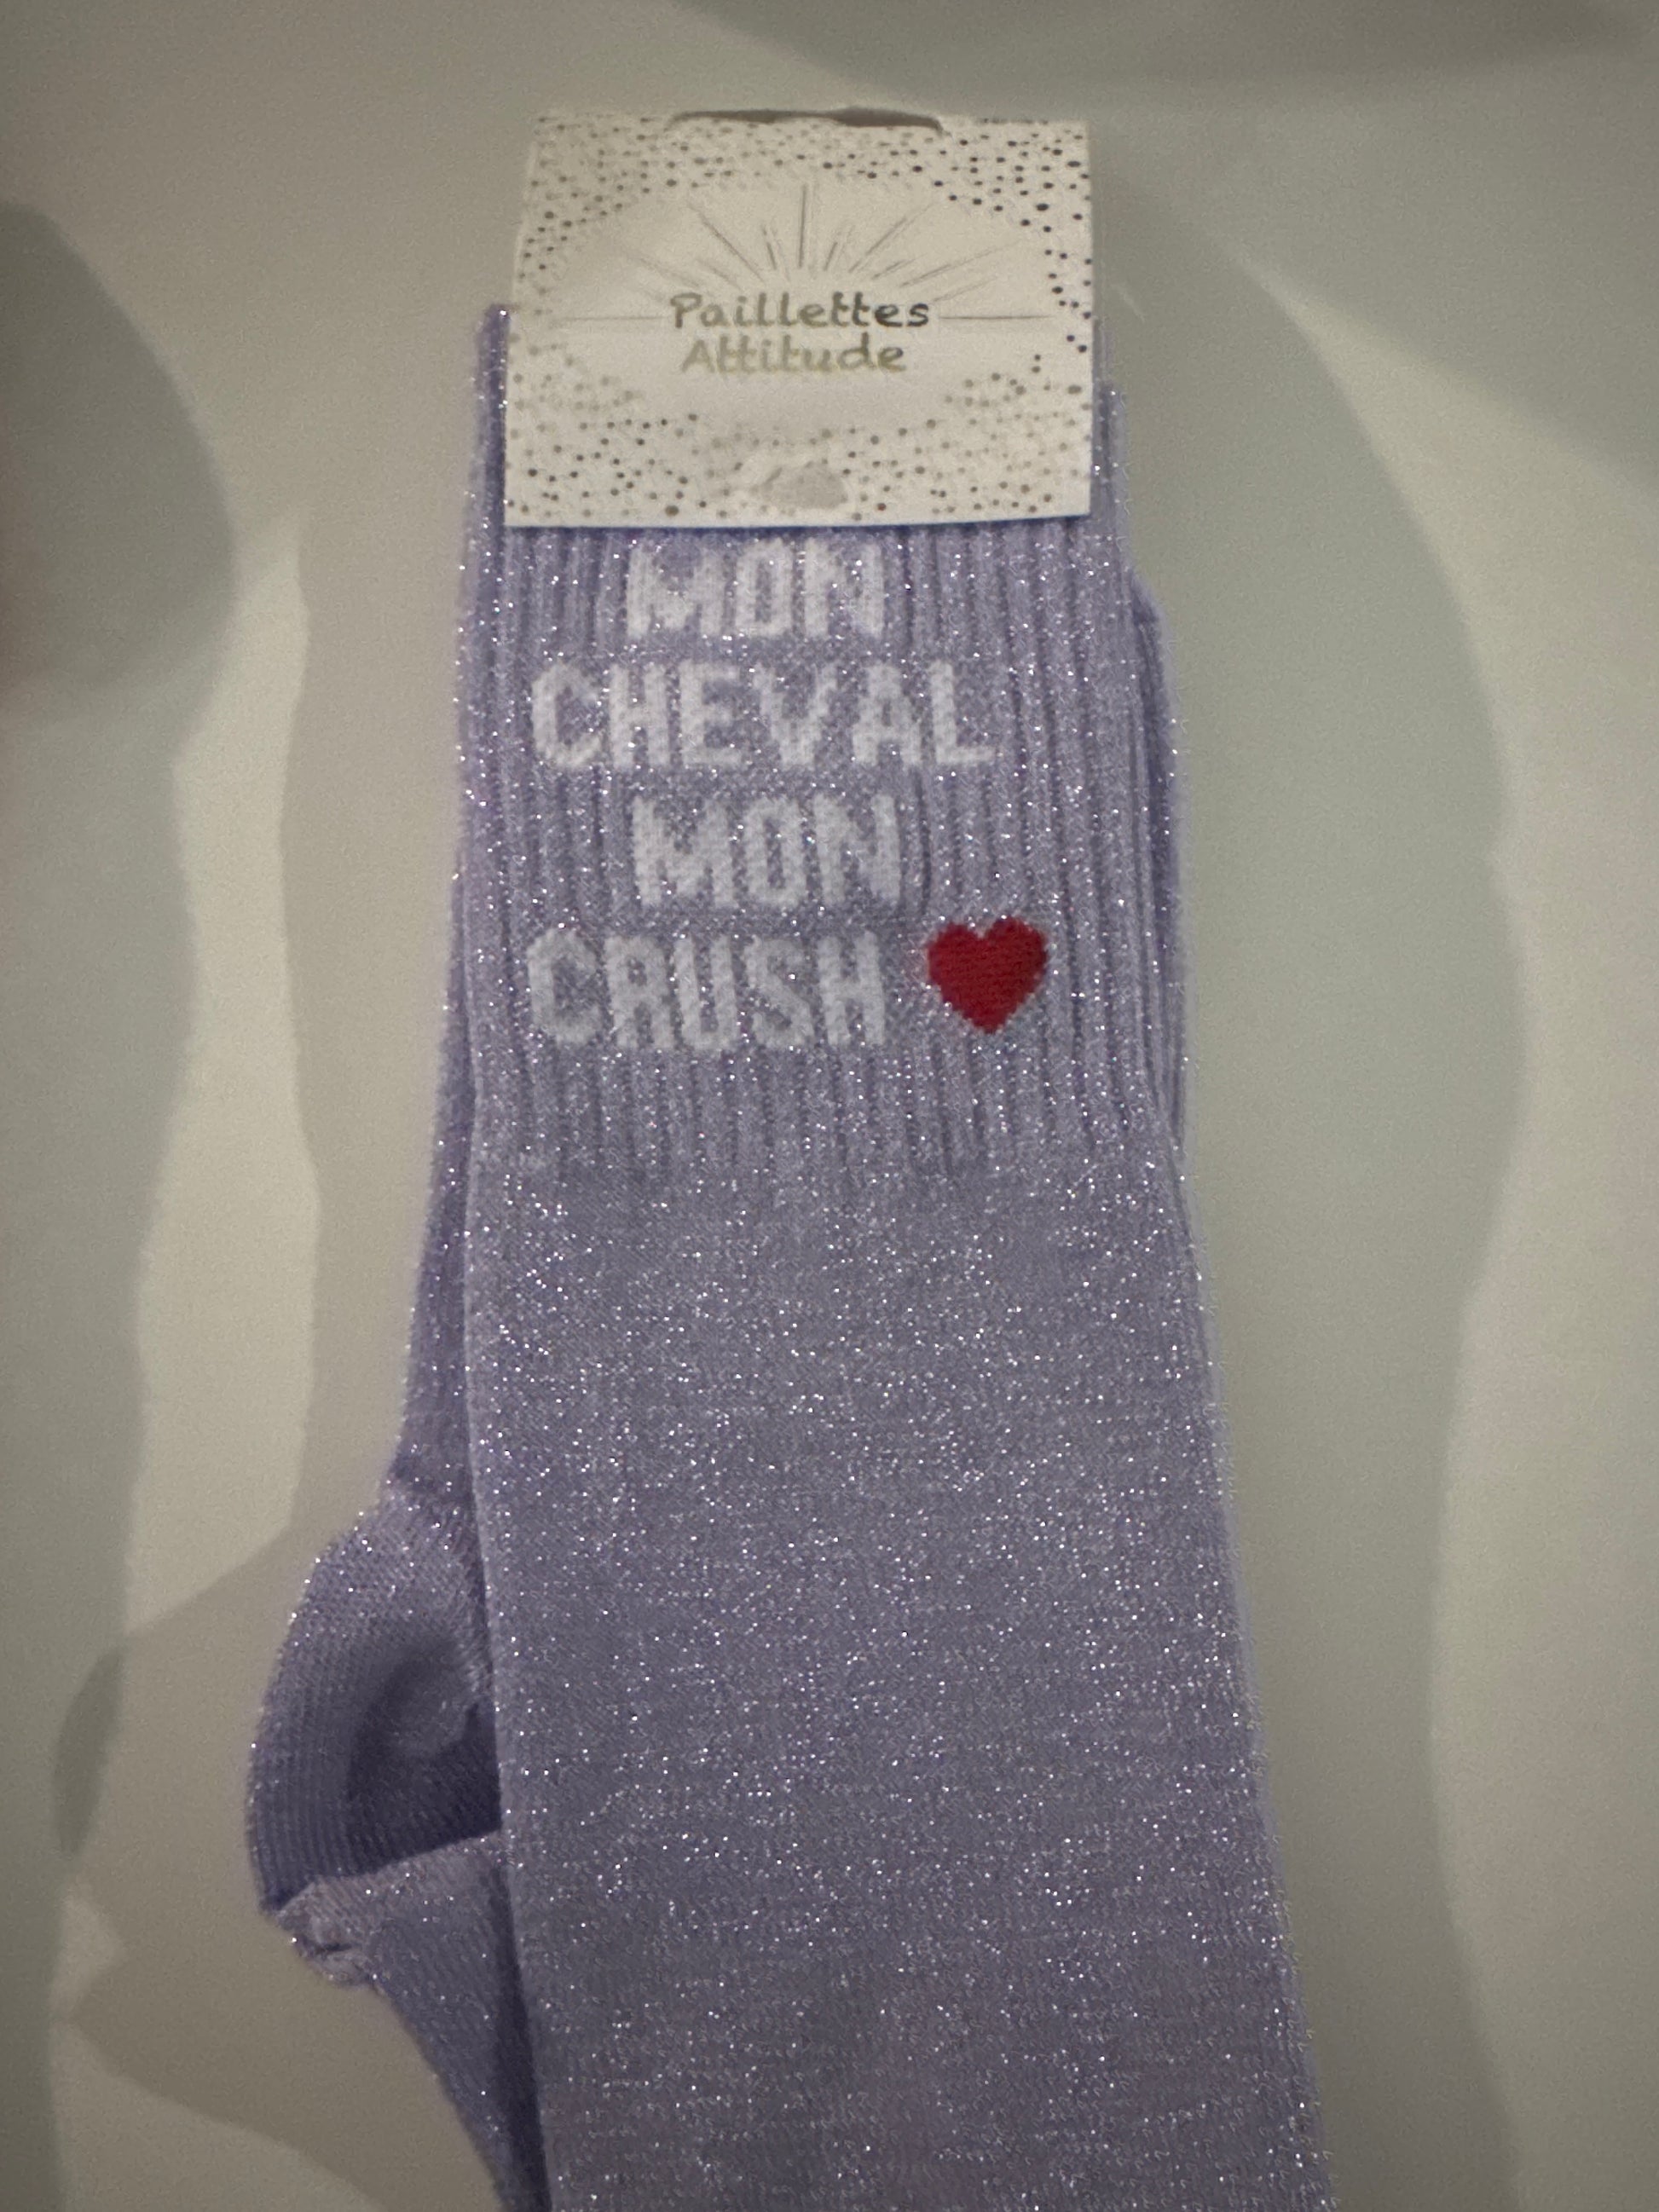 Paillettes
Attitude
MON
CHEVAL
MON
CRUSH